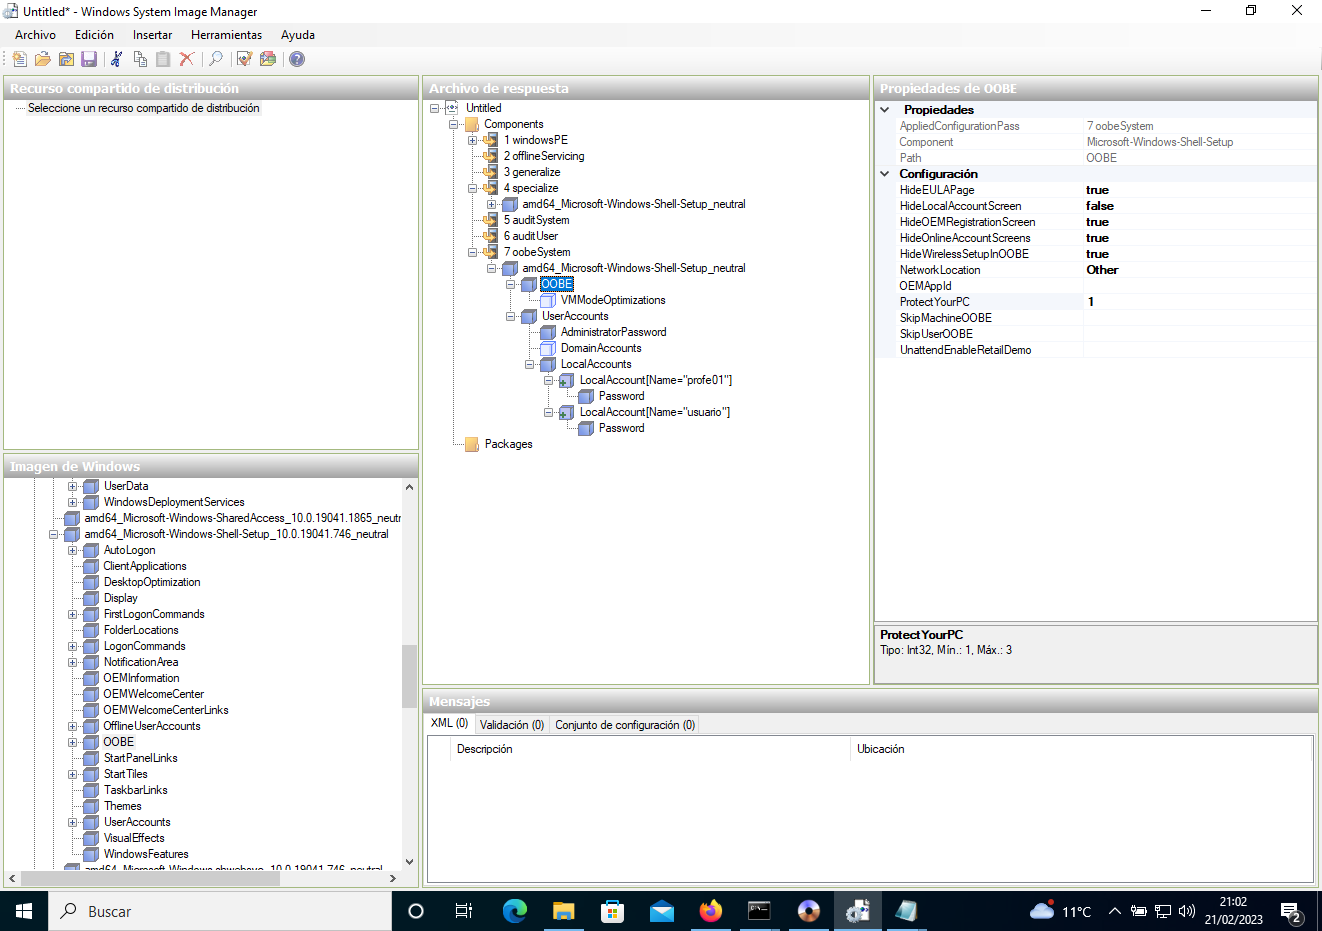 Untitled* - Windows System Image Manager
Archivo Edición Insertar Herramientas Ayuda
Recurso compartido de distribución
Seleccione un recurso compartido de distribución
Imagen de Windows
UserData
WindowsDeploymentServices
amd64_Microsoft-Windows-SharedAccess_10.0.19041.1865_neutr
amd64_Microsoft-Windows-Shell-Setup_10.0.19041.746_neutral
AutoLogon
ClientApplications
DesktopOptimization
Display
FirstLogonCommands
FolderLocations
LogonCommands
NotificationArea
OEMInformation
OEMWelcomeCenter
OEMWelcomeCenterLinks
OfflineUserAccounts
OOBE
StartPanelLinks
StartTiles
TaskbarLinks
Themes
UserAccounts
VisualEffects
WindowsFeatures
Archivo de respuesta
Untitled
Components
1 windowsPE
2 offlineServicing
3 generalize
4 specialize
amd64_Microsoft-Windows-Shell-Setup_neutral
5 auditSystem
6 auditUser
7 oobeSystem
amd64_Microsoft-Windows-Shell-Setup_neutral
OOBE
VMModeOptimizations
UserAccounts
AdministratorPassword
DomainAccounts
LocalAccounts
LocalAccount[Name="profe01"]
Password
LocalAccount[Name="usuario"]
Password
Packages
Propiedades de OOBE
Propiedades
AppliedConfigurationPass 7 oobeSystem
Component Microsoft-Windows-Shell-Setup
Path OOBE
Configuración
HideEULAPage true
HideLocalAccountScreen false
HideOEMRegistrationScreen true
HideOnlineAccountScreens true
HideWirelessSetupInOOBE true
NetworkLocation Other
OEMAppId
ProtectYourPC 1
SkipMachineOOBE
SkipUserOOBE
UnattendEnableRetailDemo
ProtectYourPC
Tipo: Int32, Mín.: 1, Máx.: 3
Mensajes
XML (0) Validación (0) Conjunto de configuración (0)
Descripción Ubicación
Buscar
11°C
21:02
21/02/2023
2